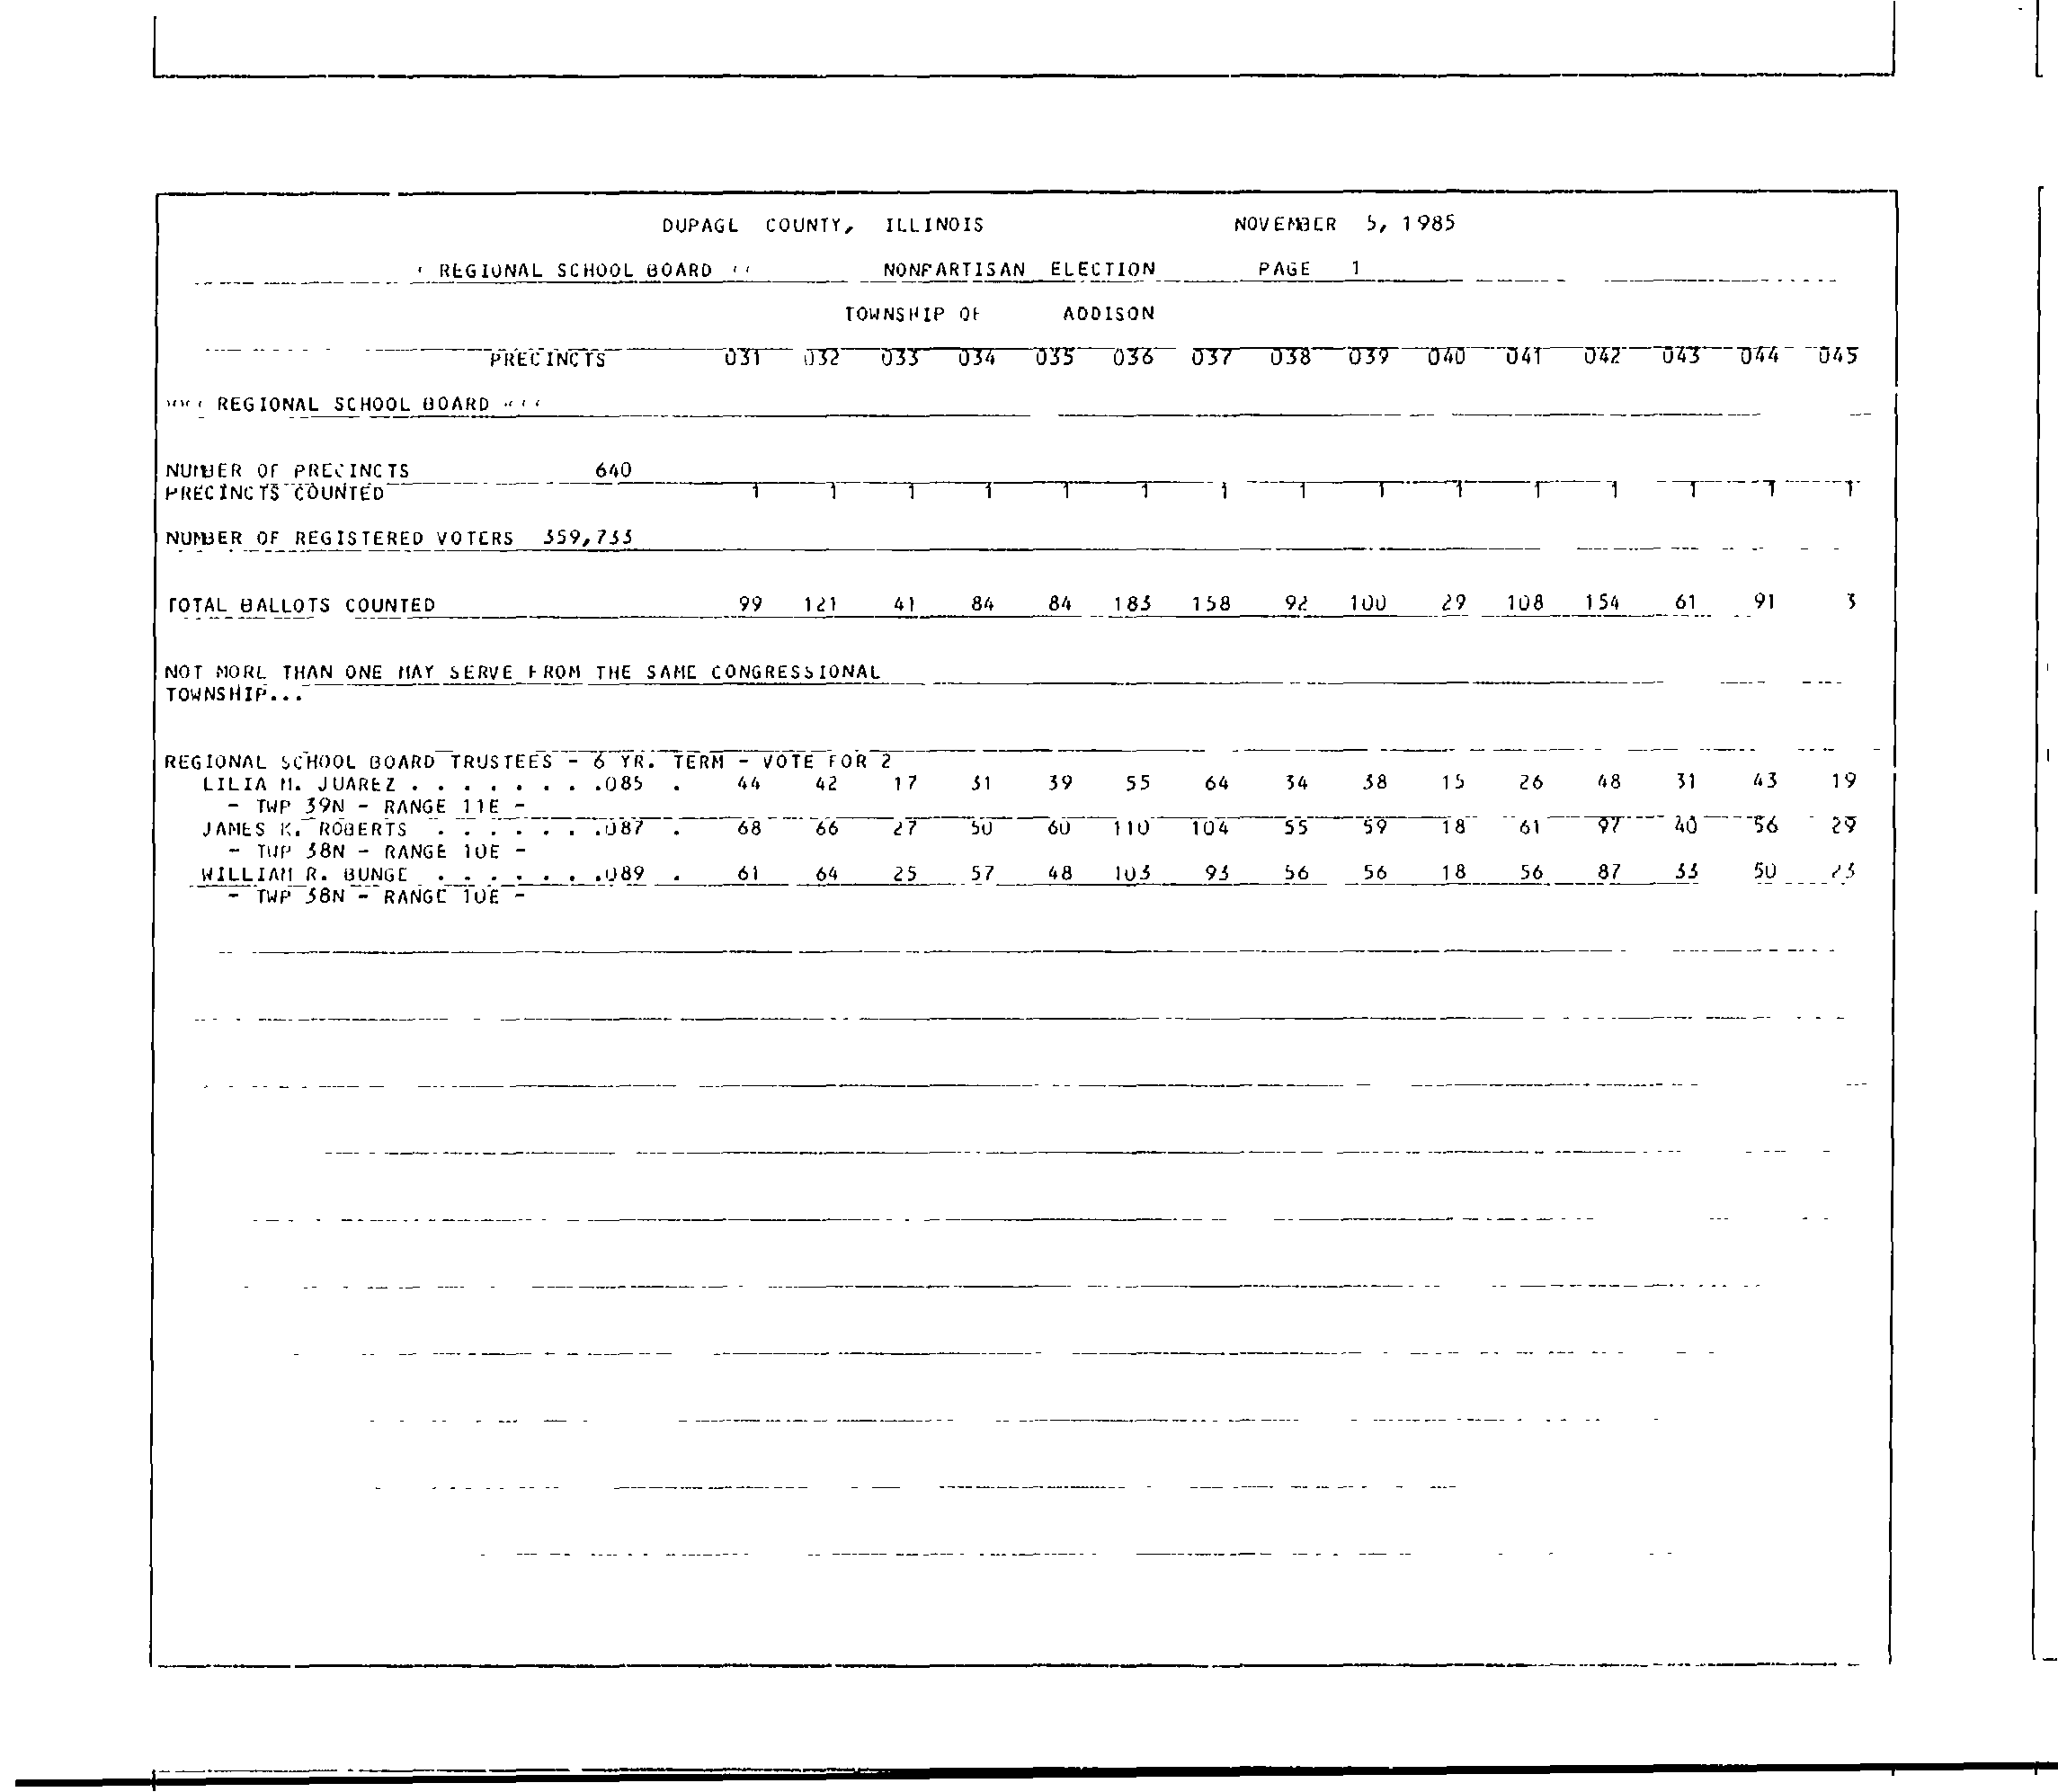 DUPAGE COUNTY, ILLINOIS NOVEMBER 5, 1985
REGIONAL SCHOOL BOARD NONPARTISAN ELECTION PAGE 1
TOWNSHIP OF ADDISON
PRECINCTS 031 032 033 034 035 036 037 038 039 040 041 042 043 044 045
REGIONAL SCHOOL BOARD
NUMBER OF PRECINCTS 640
PRECINCTS COUNTED 1 1 1 1 1 1 1 1 1 1 1 1 1 1 1
NUMBER OF REGISTERED VOTERS 359,733
TOTAL BALLOTS COUNTED 99 121 41 84 84 183 158 92 100 29 108 154 61 91 3
NOT MORE THAN ONE MAY SERVE FROM THE SAME CONGRESSIONAL
TOWNSHIP...
REGIONAL SCHOOL BOARD TRUSTEES - 6 YR. TERM - VOTE FOR 2
LILIA M. JUAREZ . . . . . . . .085 . 44 42 17 31 39 55 64 34 38 15 26 48 31 43 19
- TWP 39N - RANGE 11E -
JAMES K. ROBERTS . . . . . . .087 . 68 66 27 50 60 110 104 55 59 18 61 97 40 56 29
- TWP 38N - RANGE 10E -
WILLIAM R. BUNGE . . . . . . .089 . 61 64 25 57 48 103 93 56 56 18 56 87 33 50 23
- TWP 38N - RANGE 10E -